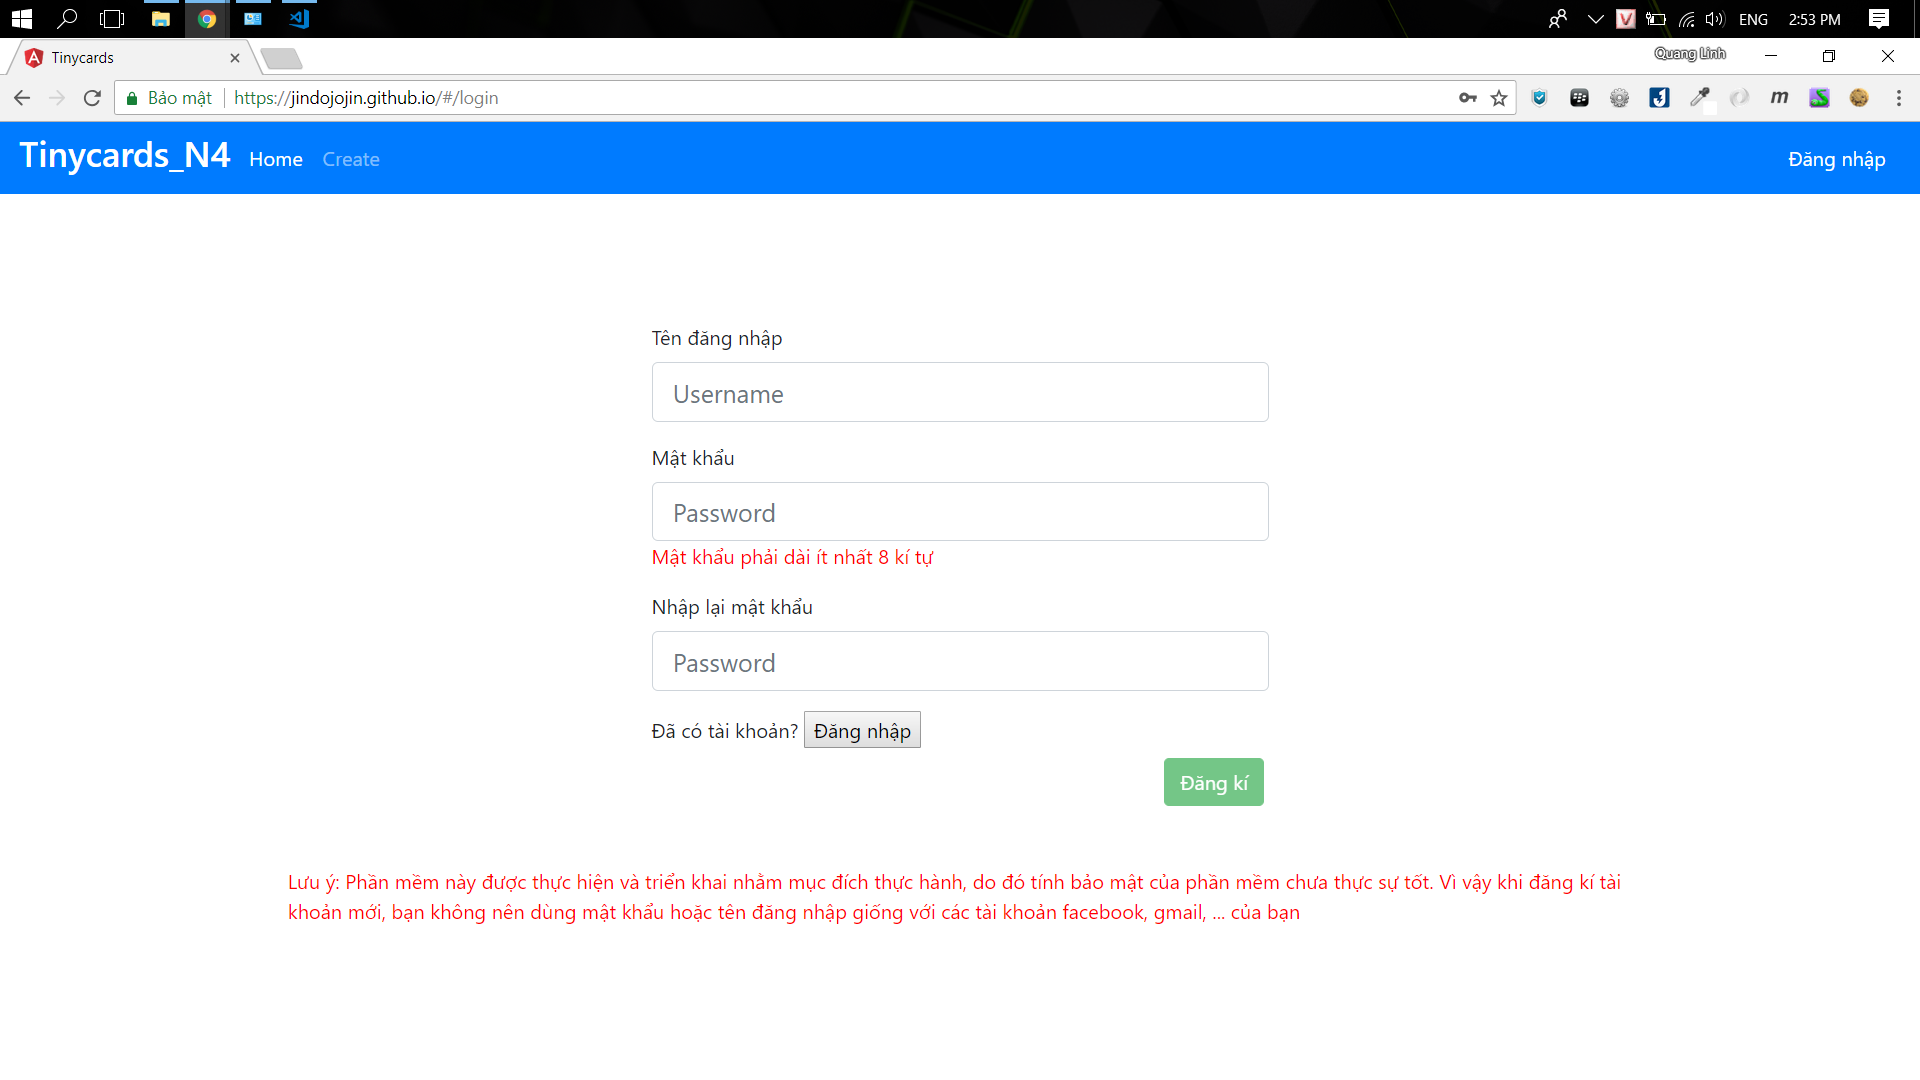 ENG
2:53 PM
Tinycards
Quang Linh
Bảo mật
https://jindojojin.github.io/#/login
Tinycards_N4
Home
Create
Đăng nhập
Tên đăng nhập
Username
Mật khẩu
Password
Mật khẩu phải dài ít nhất 8 kí tự
Nhập lại mật khẩu
Password
Đã có tài khoản? Đăng nhập
Đăng kí
Lưu ý: Phần mềm này được thực hiện và triển khai nhằm mục đích thực hành, do đó tính bảo mật của phần mềm chưa thực sự tốt. Vì vậy khi đăng kí tài
khoản mới, bạn không nên dùng mật khẩu hoặc tên đăng nhập giống với các tài khoản facebook, gmail, ... của bạn